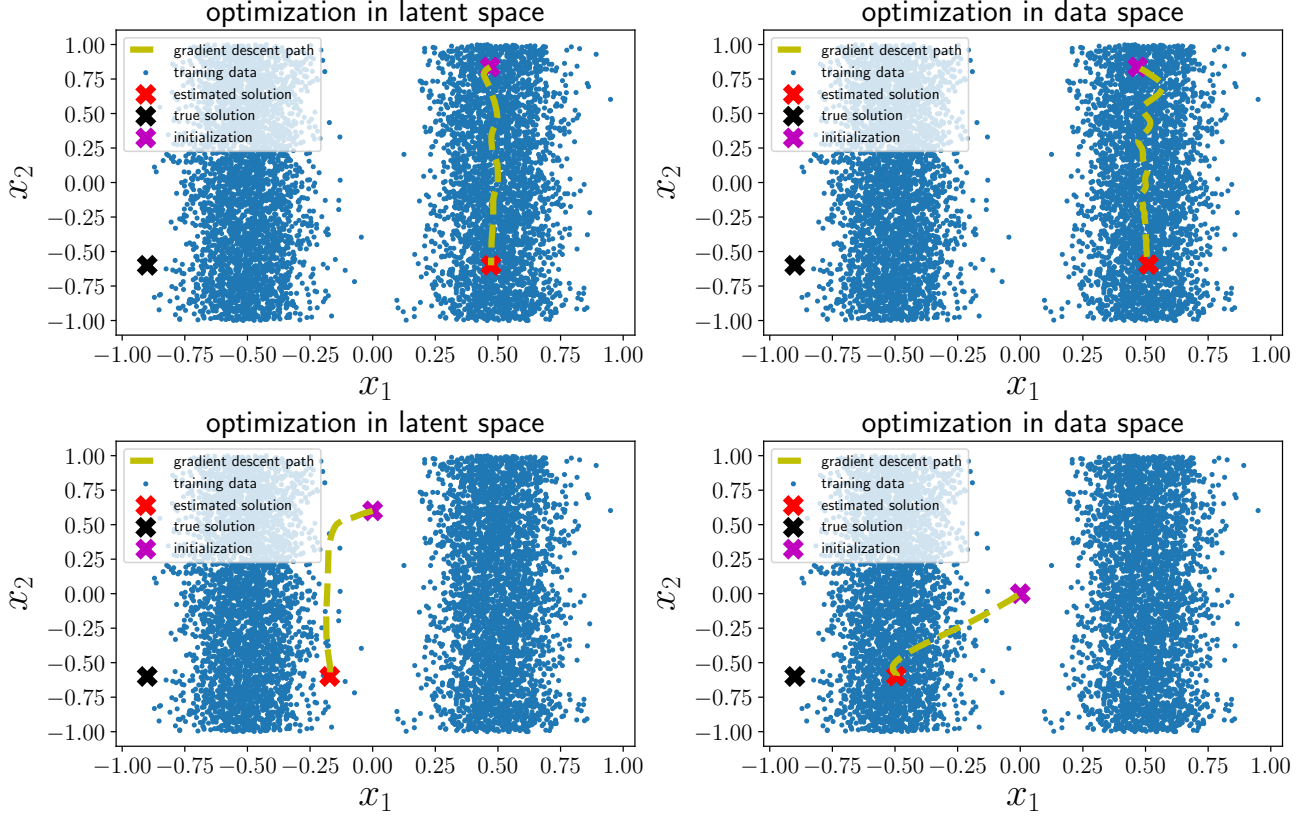 optimization in latent space
1.00
0.75
0.50
0.25
0.00
−0.25
−0.50
−0.75
−1.00
x2
gradient descent path
training data
estimated solution
true solution
initialization
−1.00 −0.75 −0.50 −0.25 0.00 0.25 0.50 0.75 1.00
x1
optimization in data space
1.00
0.75
0.50
0.25
0.00
−0.25
−0.50
−0.75
−1.00
x2
gradient descent path
training data
estimated solution
true solution
initialization
−1.00 −0.75 −0.50 −0.25 0.00 0.25 0.50 0.75 1.00
x1
optimization in latent space
1.00
0.75
0.50
0.25
0.00
−0.25
−0.50
−0.75
−1.00
x2
gradient descent path
training data
estimated solution
true solution
initialization
−1.00 −0.75 −0.50 −0.25 0.00 0.25 0.50 0.75 1.00
x1
optimization in data space
1.00
0.75
0.50
0.25
0.00
−0.25
−0.50
−0.75
−1.00
x2
gradient descent path
training data
estimated solution
true solution
initialization
−1.00 −0.75 −0.50 −0.25 0.00 0.25 0.50 0.75 1.00
x1